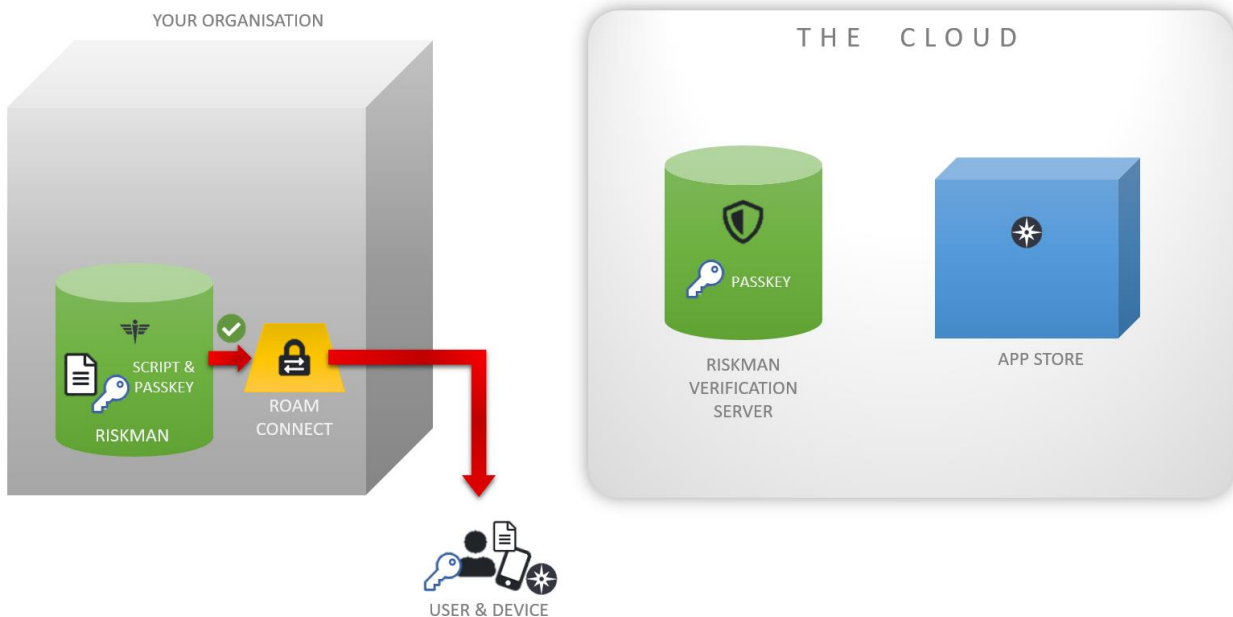 YOUR ORGANISATION
THE CLOUD
SCRIPT &
PASSKEY
RISKMAN
ROAM
CONNECT
USER & DEVICE
PASSKEY
RISKMAN
VERIFICATION
SERVER
APP STORE